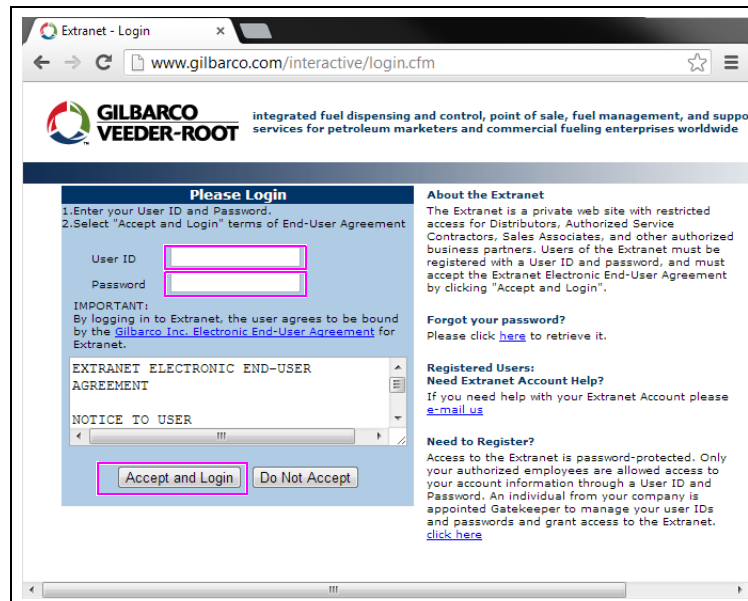 Extranet - Login
www.gilbarco.com/interactive/login.cfm
GILBARCO
VEEDER-ROOT
integrated fuel dispensing and control, point of sale, fuel management, and suppo
services for petroleum marketers and commercial fueling enterprises worldwide
Please Login
1.Enter your User ID and Password.
2.Select "Accept and Login" terms of End-User Agreement
User ID
Password
IMPORTANT:
By logging in to Extranet, the user agrees to be bound
by the Gilbarco Inc. Electronic End-User Agreement for
Extranet.
EXTRANET ELECTRONIC END-USER
AGREEMENT
NOTICE TO USER
Accept and Login
Do Not Accept
About the Extranet
The Extranet is a private web site with restricted
access for Distributors, Authorized Service
Contractors, Sales Associates, and other authorized
business partners. Users of the Extranet must be
registered with a User ID and password, and must
accept the Extranet Electronic End-User Agreement
by clicking "Accept and Login".
Forgot your password?
Please click here to retrieve it.
Registered Users:
Need Extranet Account Help?
If you need help with your Extranet Account please
e-mail us
Need to Register?
Access to the Extranet is password-protected. Only
your authorized employees are allowed access to
your account information through a User ID and
Password. An individual from your company is
appointed Gatekeeper to manage your user IDs
and passwords and grant access to the Extranet.
click here